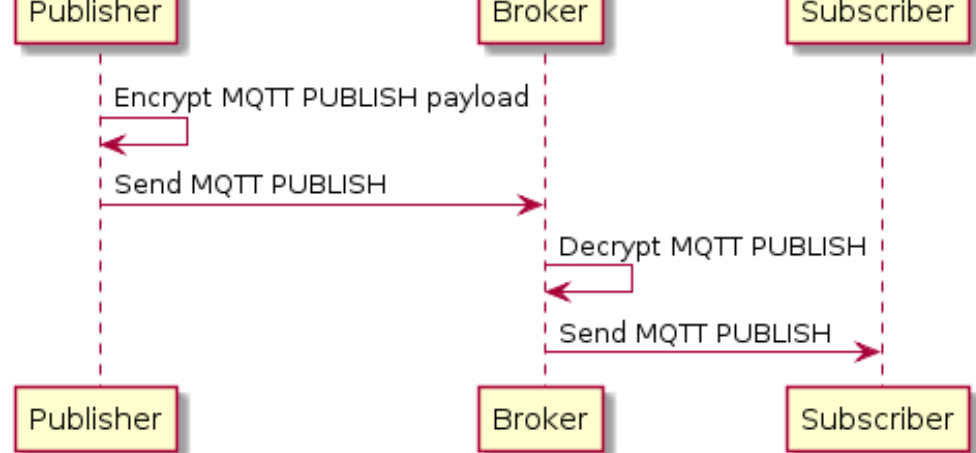 Publisher Broker Subscriber
Encrypt MQTT PUBLISH payload
Send MQTT PUBLISH
Decrypt MQTT PUBLISH
Send MQTT PUBLISH
Publisher Broker Subscriber